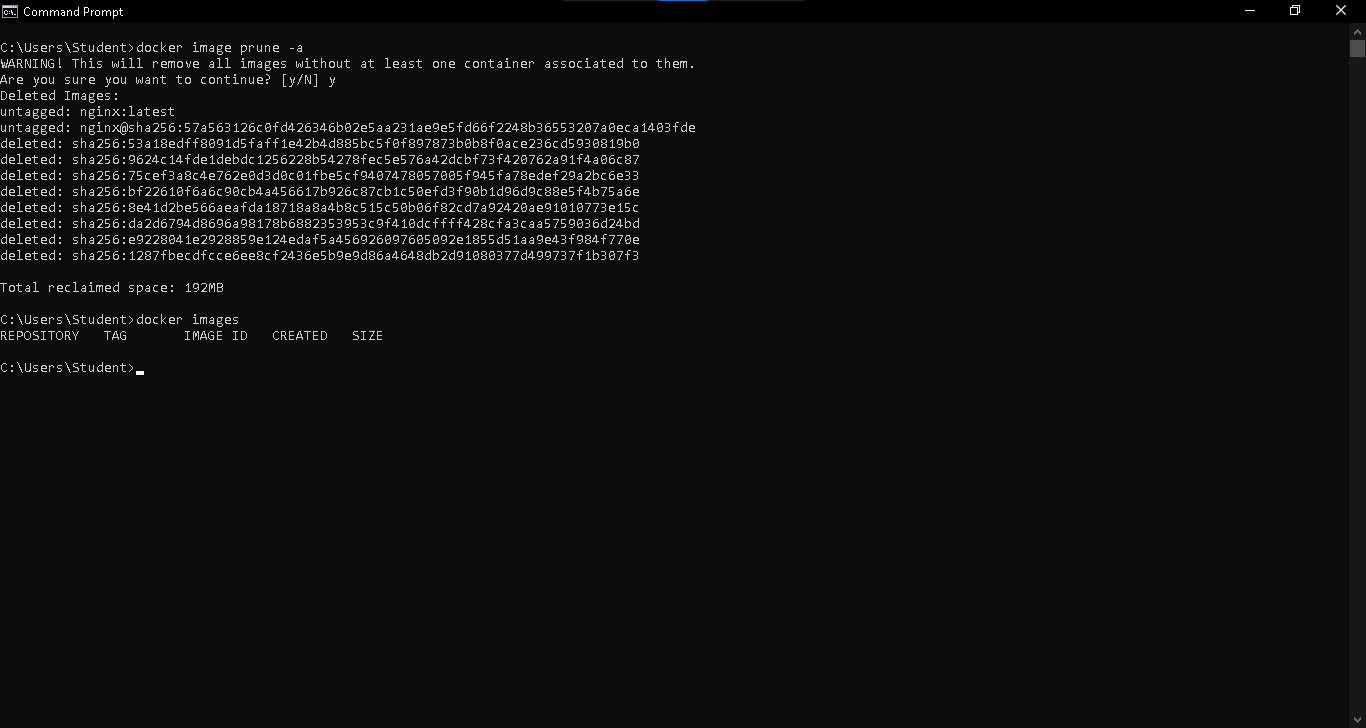 Command Prompt
C:\Users\Student>docker image prune -a
WARNING! This will remove all images without at least one container associated to them.
Are you sure you want to continue? [y/N] y
Deleted Images:
untagged: nginx:latest
untagged: nginx@sha256:57a563126c0fd426346b02e5aa231ae9e5fd66f2248b36553207a0eca1403fde
deleted: sha256:53a18edff8091d5faff1e42b4d885bc5f0f897873b0b8f0ace236cd5930819b0
deleted: sha256:9624c14fde1debdc1256228b54278fec5e576a42dcbf73f420762a91f4a06c87
deleted: sha256:75cef3a8c4e762e0d3d0c01fbe5cf9407478057005f945fa78edef29a2bc6e33
deleted: sha256:bf22610f6a6c90cb4a456617b926c87cb1c50efd3f90b1d96d9c88e5f4b75a6e
deleted: sha256:8e41d2be566aeafda18718a8a4b8c515c50b06f82cd7a92420ae91010773e15c
deleted: sha256:da2d6794d8696a98178b6882353953c9f410dcffff428cfa3caa5759036d24bd
deleted: sha256:e9228041e2928859e124edaf5a456926097605092e1855d51aa9e43f984f770e
deleted: sha256:1287fbecdfcce6ee8cf2436e5b9e9d86a4648db2d91080377d499737f1b307f3
Total reclaimed space: 192MB
C:\Users\Student>docker images
REPOSITORY   TAG       IMAGE ID   CREATED   SIZE
C:\Users\Student>